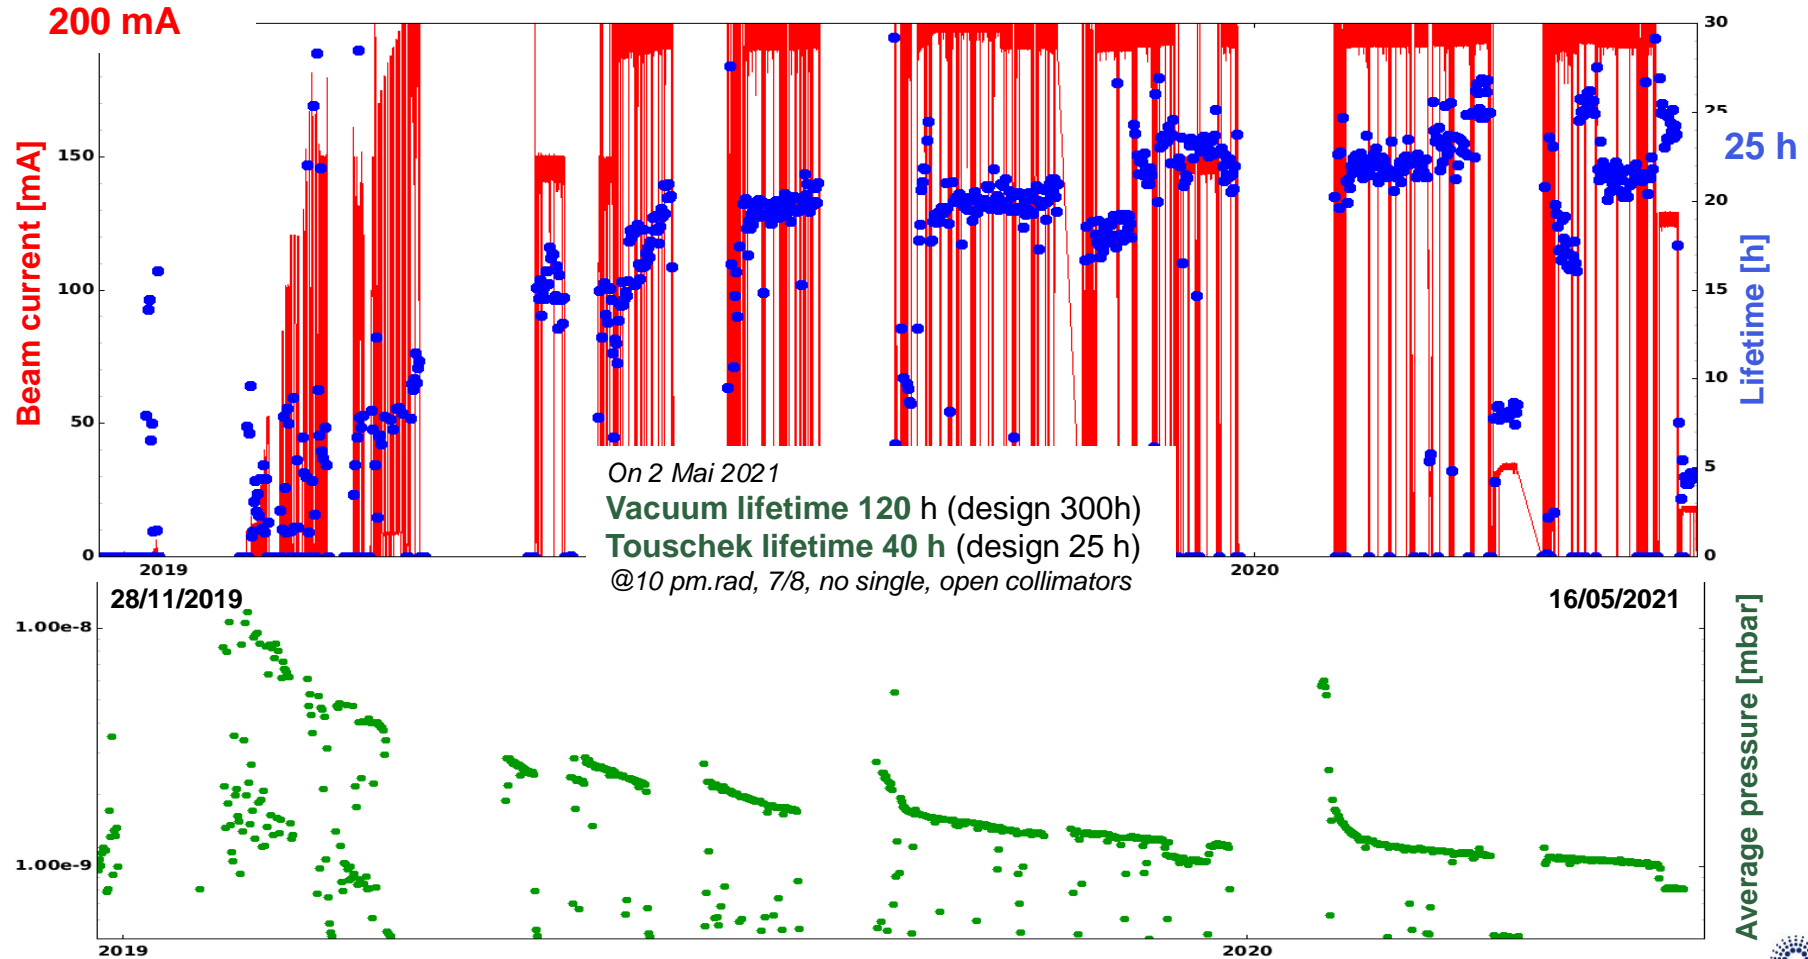 200 mA
30
25
20
15
10
5
0
150
100
50
0
Beam current [mA]
25 h
Lifetime [h]
On 2 Mai 2021
Vacuum lifetime 120 h (design 300h)
Touschek lifetime 40 h (design 25 h)
@10 pm.rad, 7/8, no single, open collimators
2019
2020
28/11/2019
16/05/2021
1.00e-8
1.00e-9
Average pressure [mbar]
2019
2020